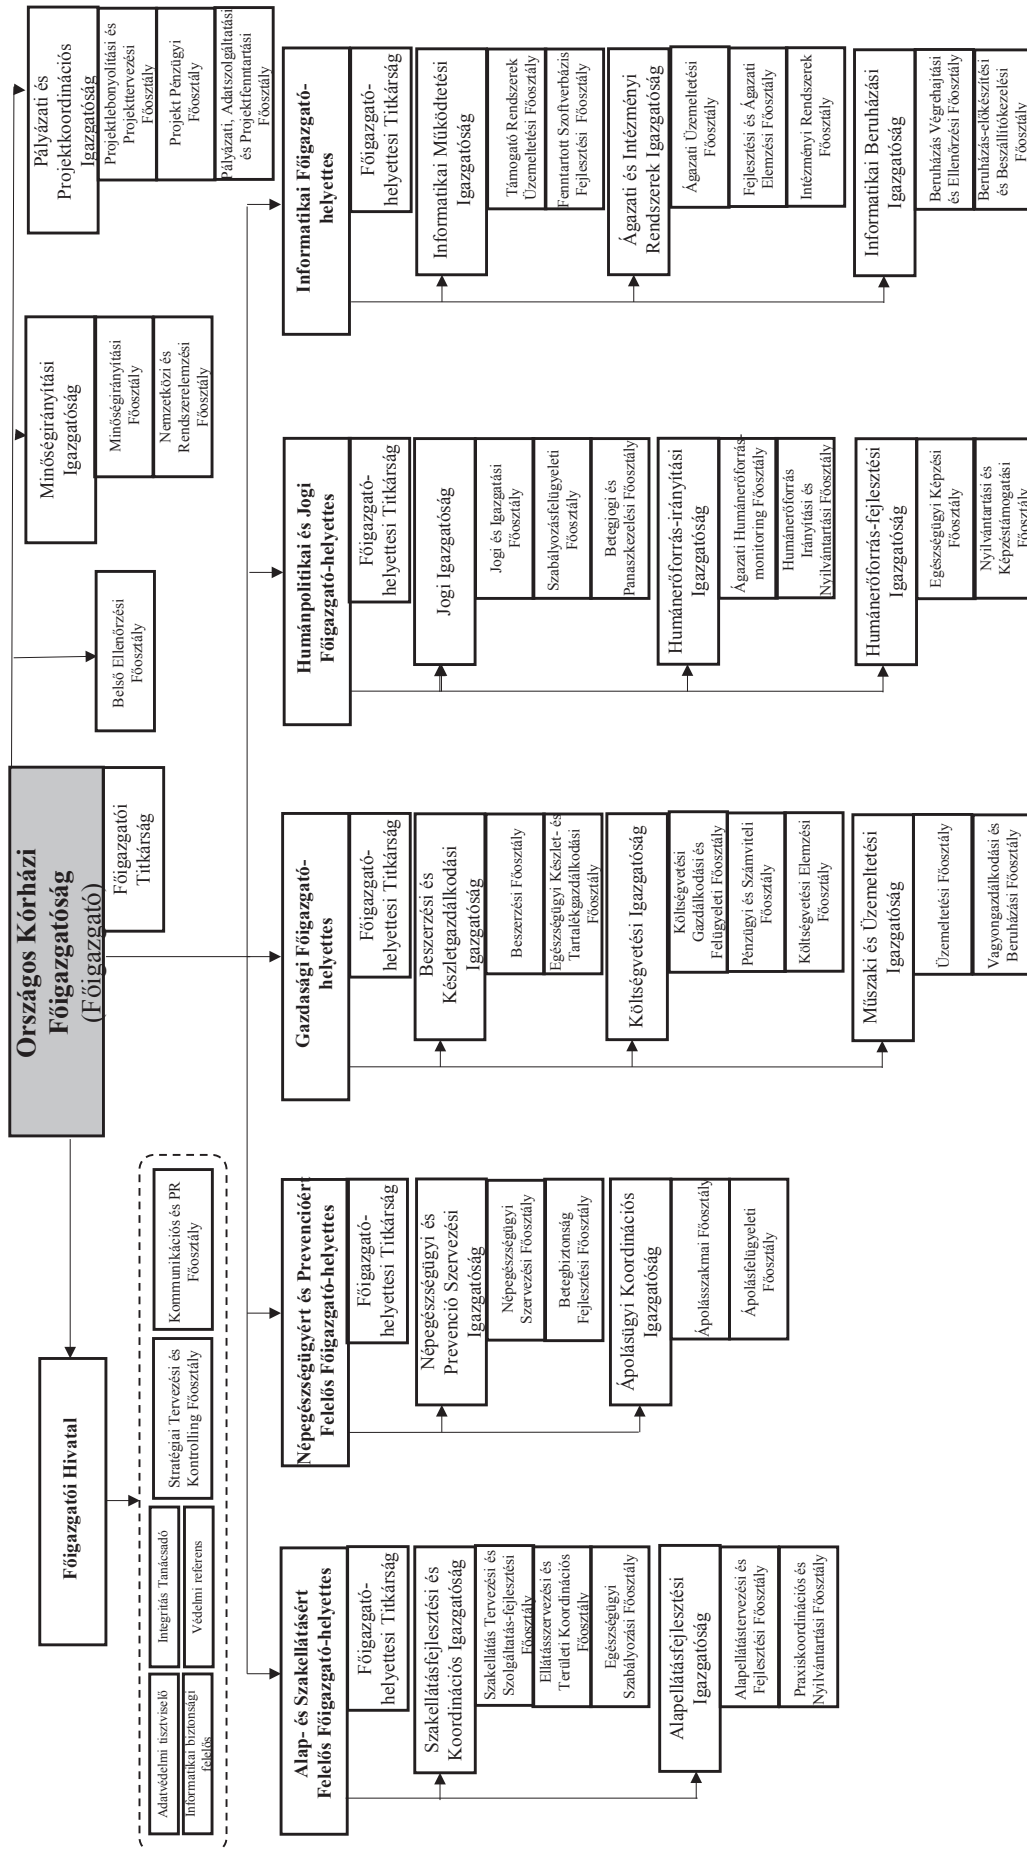 Országos Kórházi
Főigazgatóság
(Főigazgató)
Főigazgatói
Titkárság
Főigazgatói Hivatal
Adatvédelmi tisztviselő
Informatikai biztonsági
felelős
Integritás Tanácsadó
Védelmi referens
Stratégiai Tervezési és
Kontrolling Főosztály
Kommunikációs és PR
Főosztály
Belső Ellenőrzési
Főosztály
Minőségirányítási
Igazgatóság
Minőségirányítási
Főosztály
Nemzetközi és
Rendszerelemzési
Főosztály
Pályázati és
Projektkoordinációs
Igazgatóság
Projektlebonyolítási és
Projekttervezési
Főosztály
Projekt Pénzügyi
Főosztály
Pályázati, Adatszolgáltatási
és Projektfenntartási
Főosztály
Alap- és Szakellátásért
Felelős Főigazgató-helyettes
Főigazgató-
helyettesi Titkárság
Szakellátásfejlesztési és
Koordinációs Igazgatóság
Szakellátás Tervezési és
Szolgáltatás-fejlesztési
Főosztály
Ellátásszervezési és
Területi Koordinációs
Főosztály
Egészségügyi
Szabályozási Főosztály
Alapellátásfejlesztési
Igazgatóság
Alapellátástervezési és
Fejlesztési Főosztály
Praxiskoordinációs és
Nyilvántartási Főosztály
Népegészségügyért és Prevencióért
Felelős Főigazgató-helyettes
Főigazgató-
helyettesi Titkárság
Népegészségügyi és
Prevenció Szervezési
Igazgatóság
Népegészségügyi
Szervezési Főosztály
Betegbiztonság
Fejlesztési Főosztály
Ápolásügyi Koordinációs
Igazgatóság
Ápolásszakmai Főosztály
Ápolásfelügyeleti
Főosztály
Gazdasági Főigazgató-
helyettes
Főigazgató-
helyettesi Titkárság
Beszerzési és
Készletgazdálkodási
Igazgatóság
Beszerzési Főosztály
Egészségügyi Készlet- és
Tartalékgazdálkodási
Főosztály
Költségvetési Igazgatóság
Költségvetési
Gazdálkodási és
Felügyeleti Főosztály
Pénzügyi és Számviteli
Főosztály
Költségvetési Elemzési
Főosztály
Műszaki és Üzemeltetési
Igazgatóság
Üzemeltetési Főosztály
Vagyongazdálkodási és
Beruházási Főosztály
Humánpolitikai és Jogi
Főigazgató-helyettes
Főigazgató-
helyettesi Titkárság
Jogi Igazgatóság
Jogi és Igazgatási
Főosztály
Szabályozásfelügyeleti
Főosztály
Betegjogi és
Panaszkezelési Főosztály
Humánerőforrás-irányítási
Igazgatóság
Ágazati Humánerőforrás-
monitoring Főosztály
Humánerőforrás
Irányítási és
Nyilvántartási Főosztály
Humánerőforrás-fejlesztési
Igazgatóság
Egészségügyi Képzési
Főosztály
Nyilvántartási és
Képzéstámogatási
Főosztály
Informatikai Főigazgató-
helyettes
Főigazgató-
helyettesi Titkárság
Informatikai Működtetési
Igazgatóság
Támogató Rendszerek
Üzemeltetési Főosztály
Fenntartott Szoftverbázis
Fejlesztési Főosztály
Ágazati és Intézményi
Rendszerek Igazgatóság
Ágazati Üzemeltetési
Főosztály
Fejlesztési és Ágazati
Elemzési Főosztály
Intézményi Rendszerek
Főosztály
Informatikai Beruházási
Igazgatóság
Beruházás Végrehajtási
és Ellenőrzési Főosztály
Beruházás-előkészítési
és Beszállítókezelési